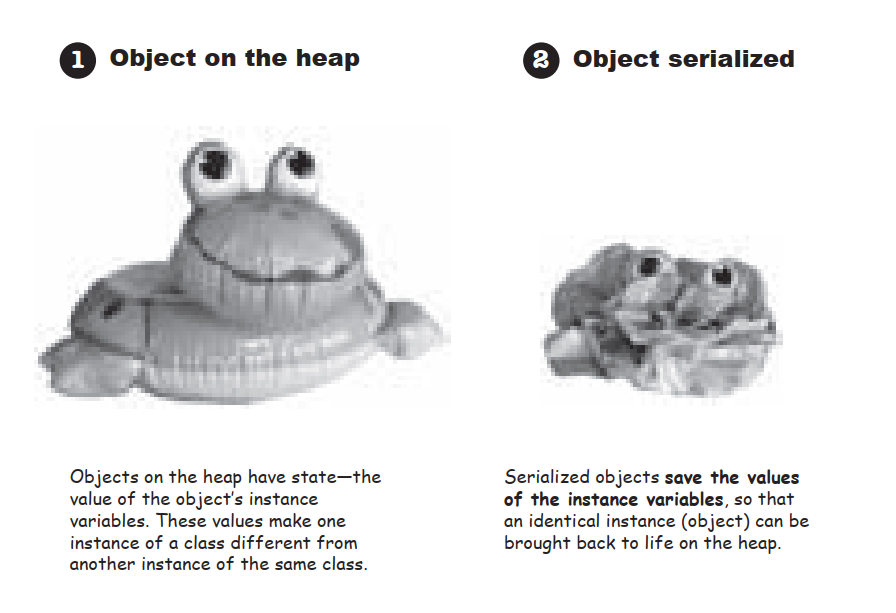 1 Object on the heap
2 Object serialized
Objects on the heap have state—the
value of the object's instance
variables. These values make one
instance of a class different from
another instance of the same class.
Serialized objects save the values
of the instance variables, so that
an identical instance (object) can be
brought back to life on the heap.